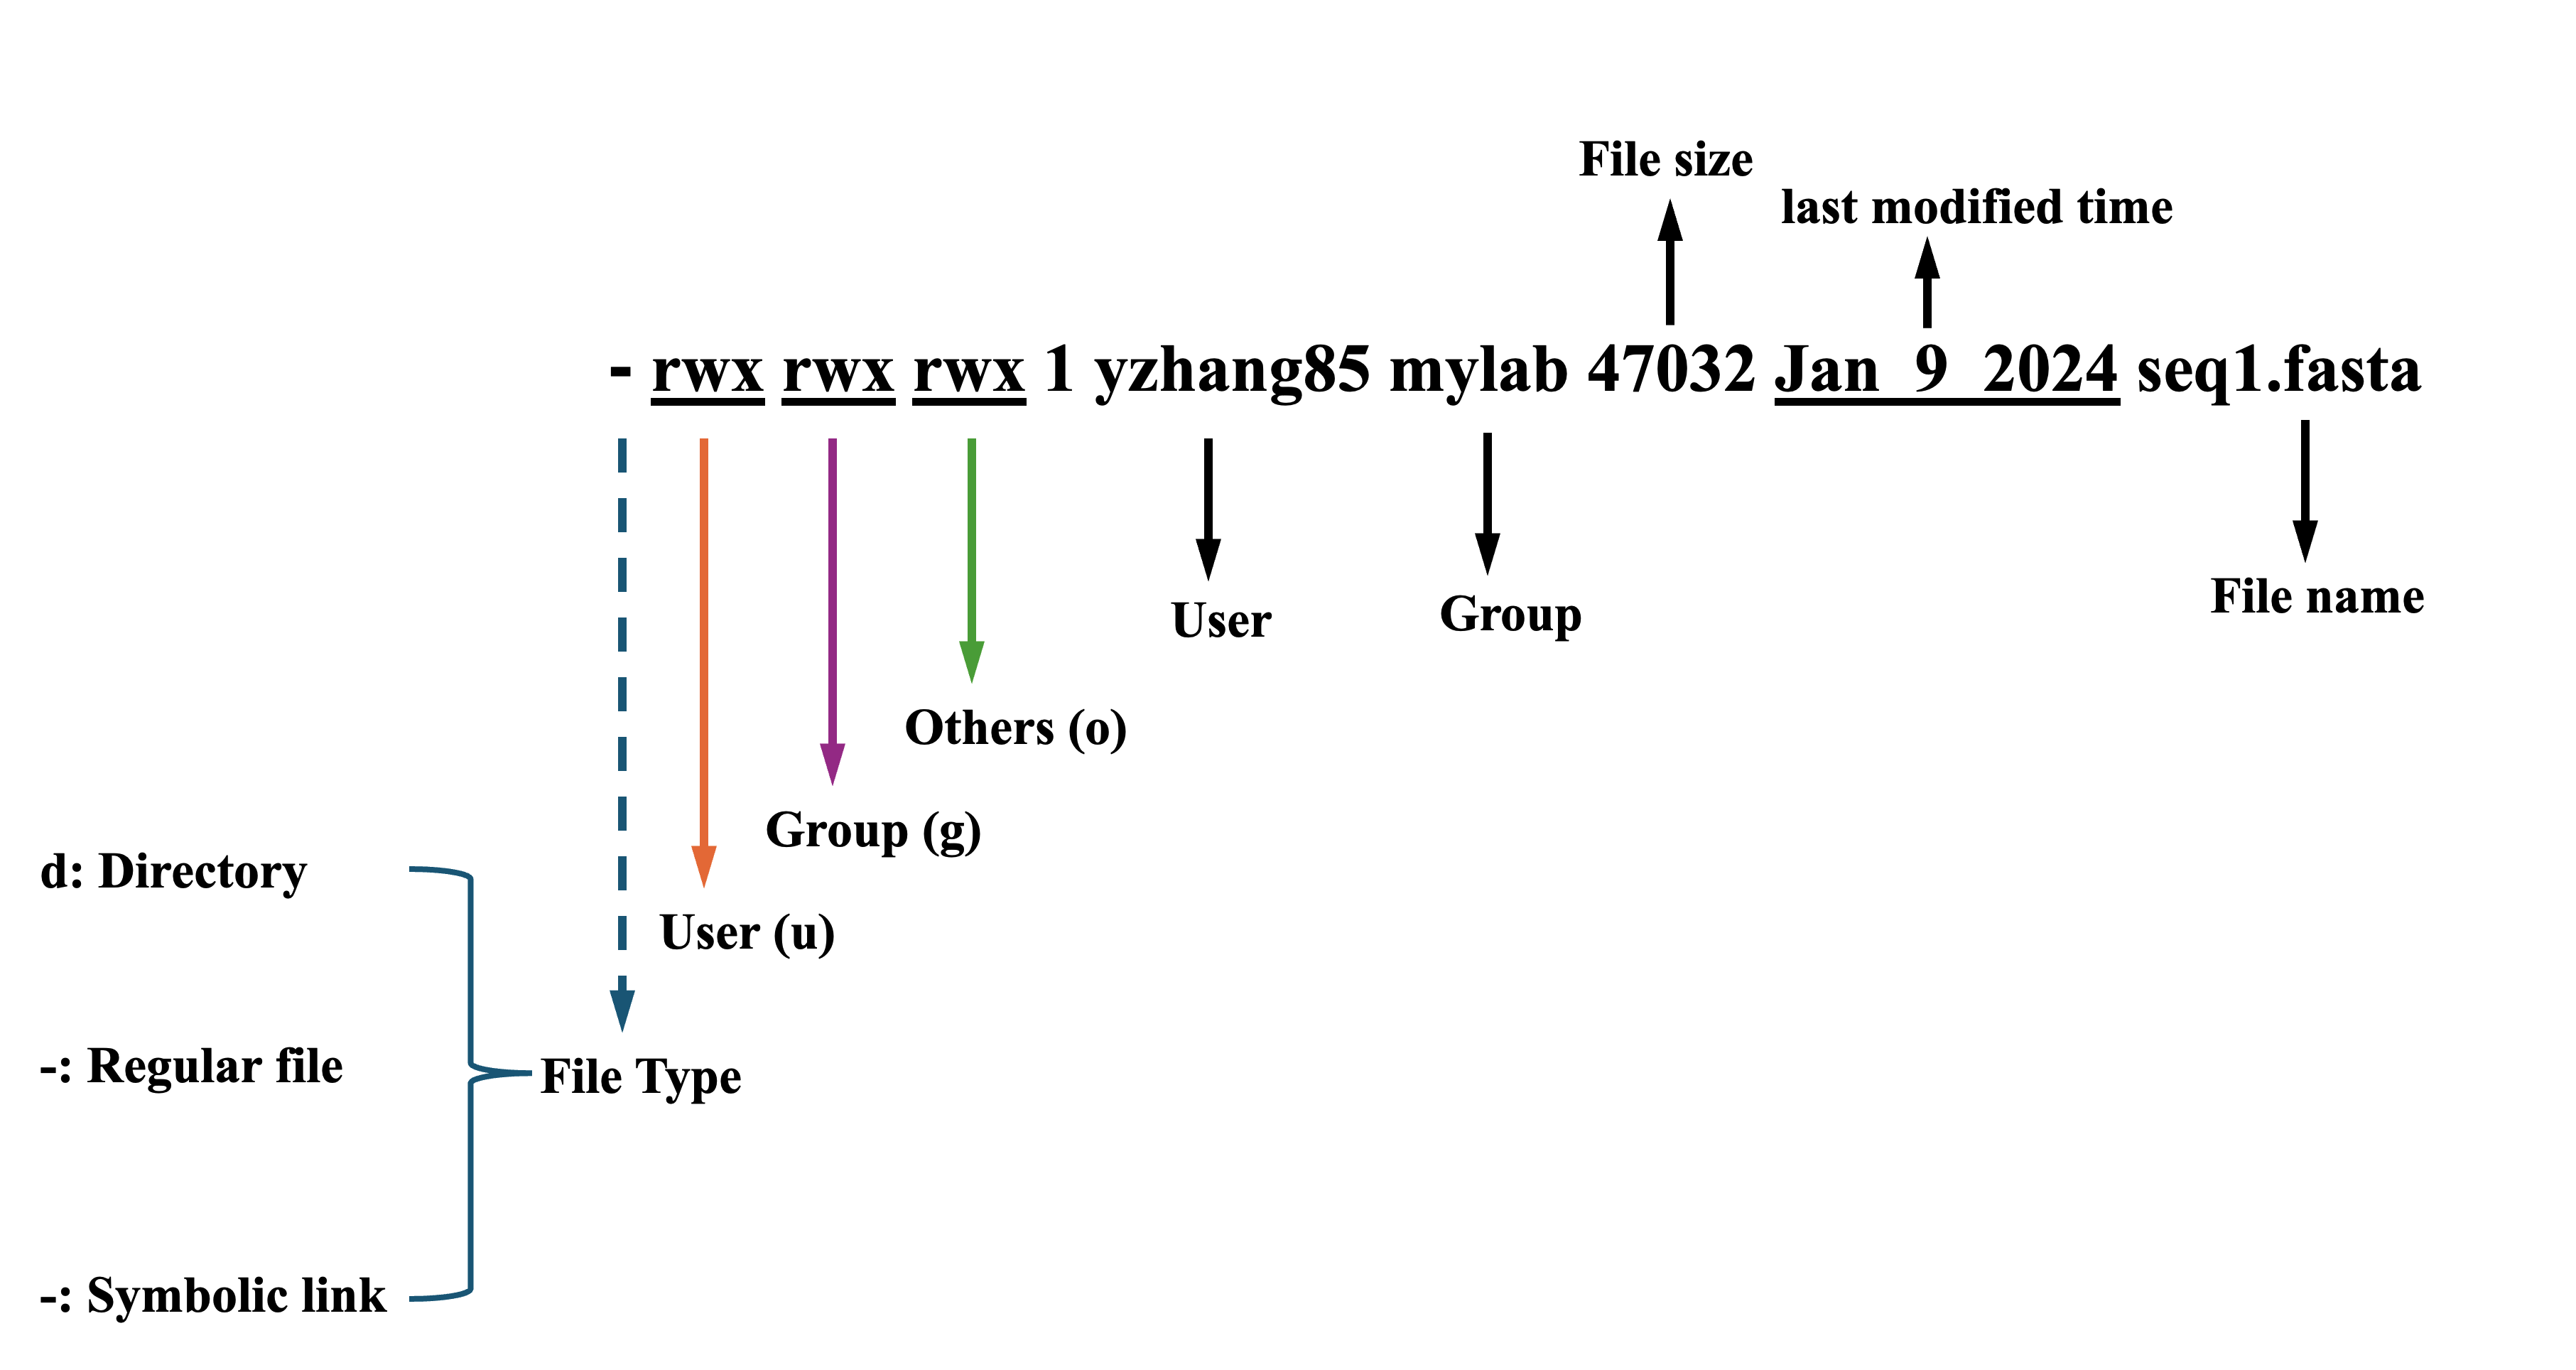 File size
last modified time
- rwx rwx rwx 1 yzhang85 mylab 47032 Jan 9 2024 seq1.fasta
User
Group
File name
Others (o)
Group (g)
User (u)
d: Directory
-: Regular file
File Type
-: Symbolic link